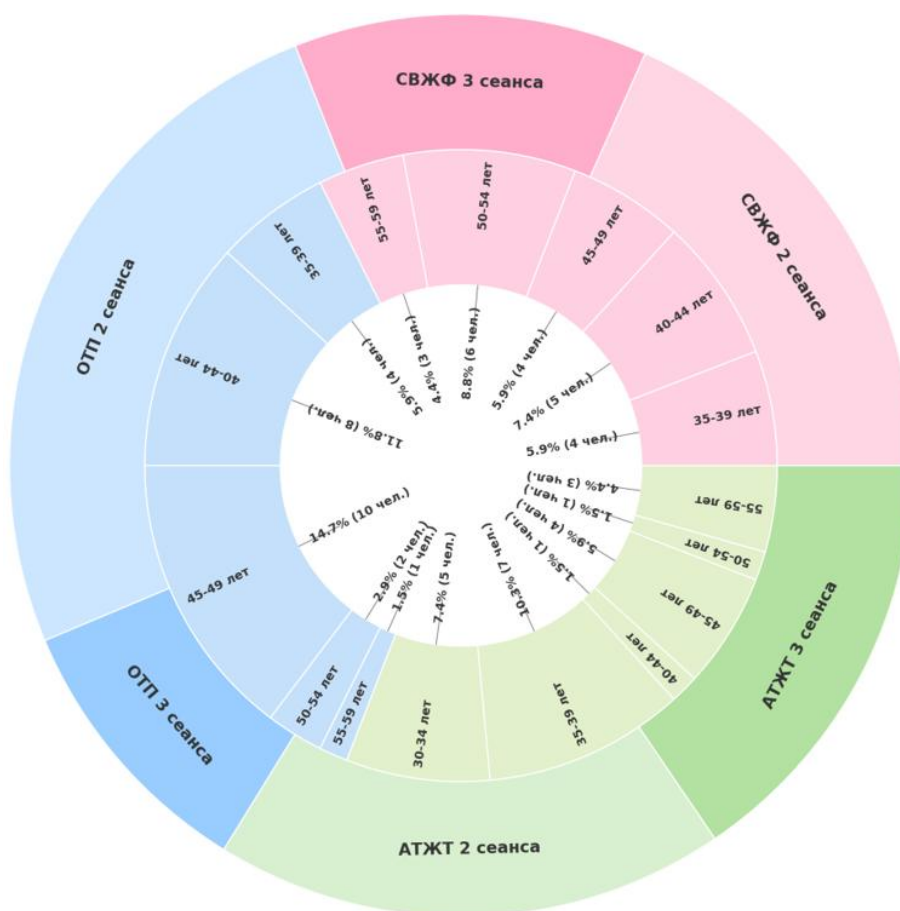 СВЖФ 3 сеанса
СВЖФ 2 сеанса
АТЖТ 3 сеанса
АТЖТ 2 сеанса
ОТП 3 сеанса
ОТП 2 сеанса
55-59 лет
50-54 лет
45-49 лет
40-44 лет
35-39 лет
55-59 лет
50-54 лет
45-49 лет
40-44 лет
35-39 лет
30-34 лет
55-59 лет
50-54 лет
45-49 лет
40-44 лет
35-39 лет
4.4% (3 чел.)
8.8% (6 чел.)
5.9% (4 чел.)
7.4% (5 чел.)
5.9% (4 чел.)
4.4% (3 чел.)
1.5% (1 чел.)
5.9% (4 чел.)
1.5% (1 чел.)
10.3% (7 чел.)
7.4% (5 чел.)
1.5% (1 чел.)
2.9% (2 чел.)
14.7% (10 чел.)
11.8% (8 чел.)
5.9% (4 чел.)